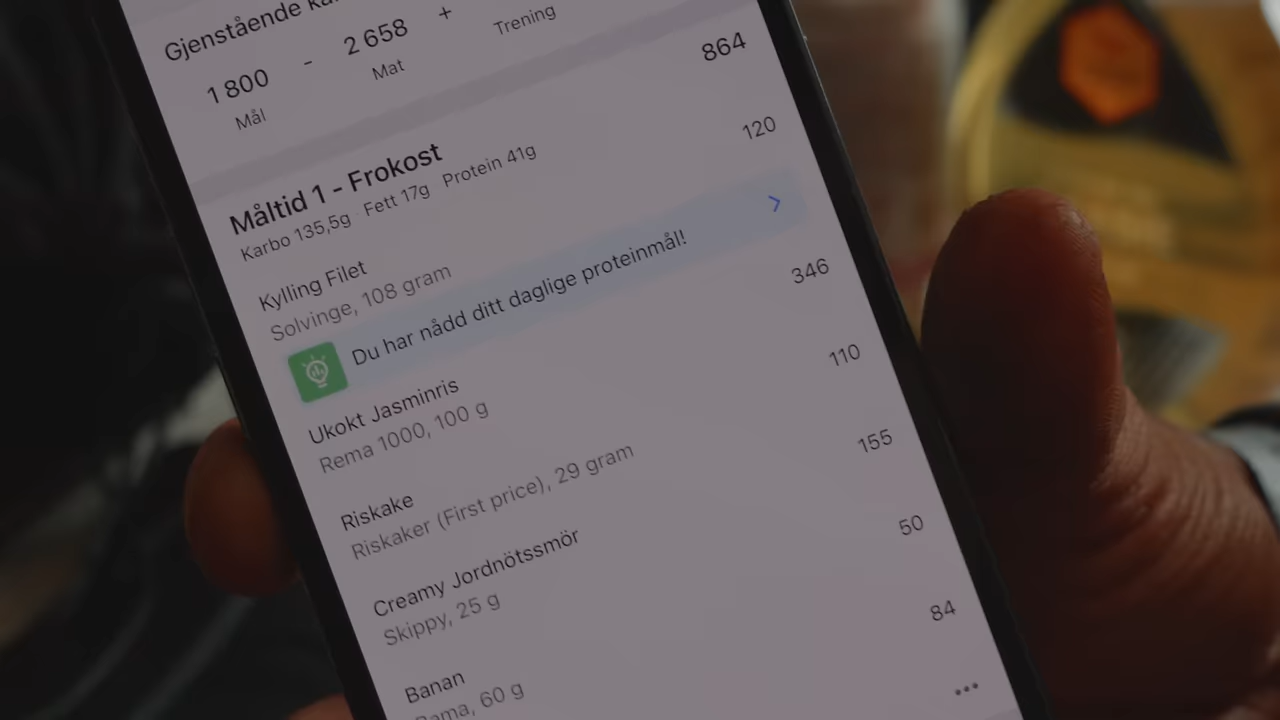 Gjenstående
1 800 - 2 658 +
Mål Mat Trening
Måltid 1 - Frokost 864
Karbo 135,5g · Fett 17g · Protein 41g
Kylling Filet 120
Solvinge, 108 gram
Du har nådd ditt daglige proteinmål!
Ukokt Jasminris 346
Rema 1000, 100 g
Riskake 110
Riskaker (First price), 29 gram
Creamy Jordnötssmör 155
Skippy, 25 g
Banan 50
Rema, 60 g
84